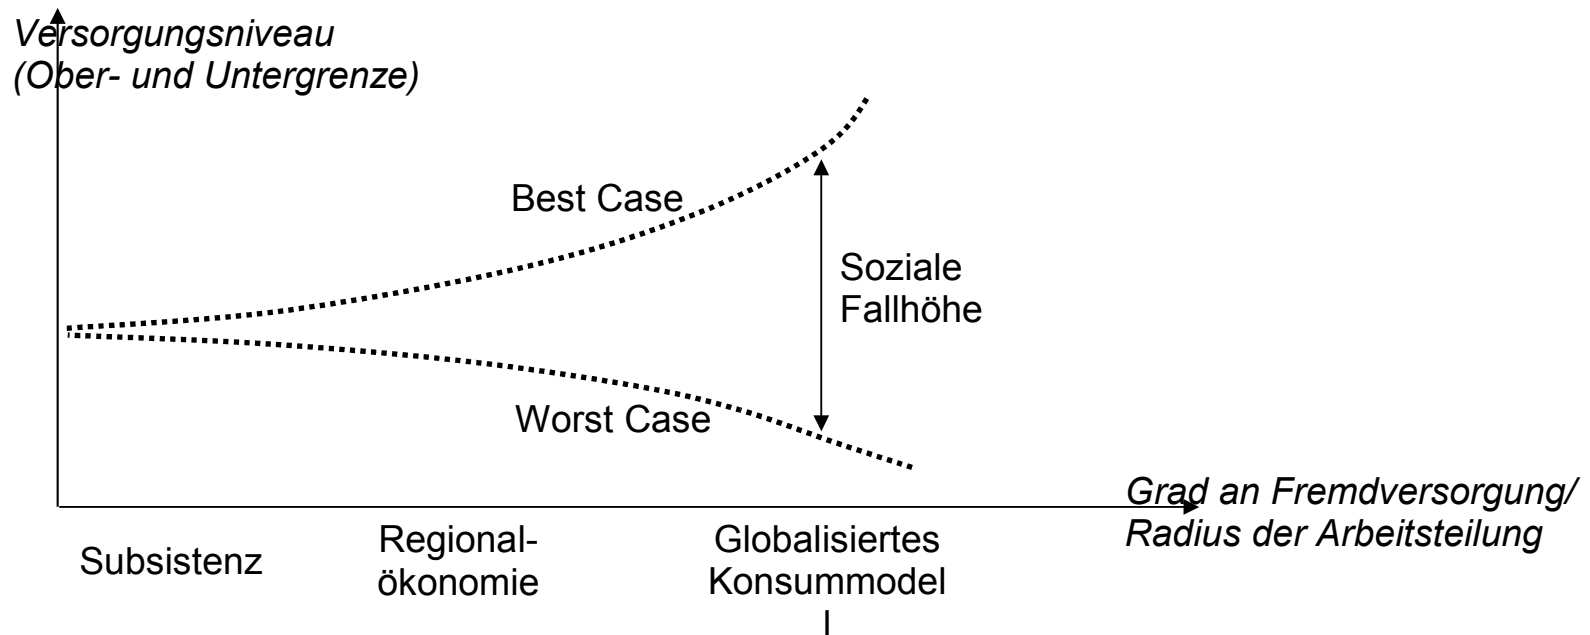 Versorgungsniveau
(Ober- und Untergrenze)
Best Case
Soziale
Fallhöhe
Worst Case
Grad an Fremdversorgung/
Radius der Arbeitsteilung
Subsistenz
Regional-
ökonomie
Globalisiertes
Konsummodel
l